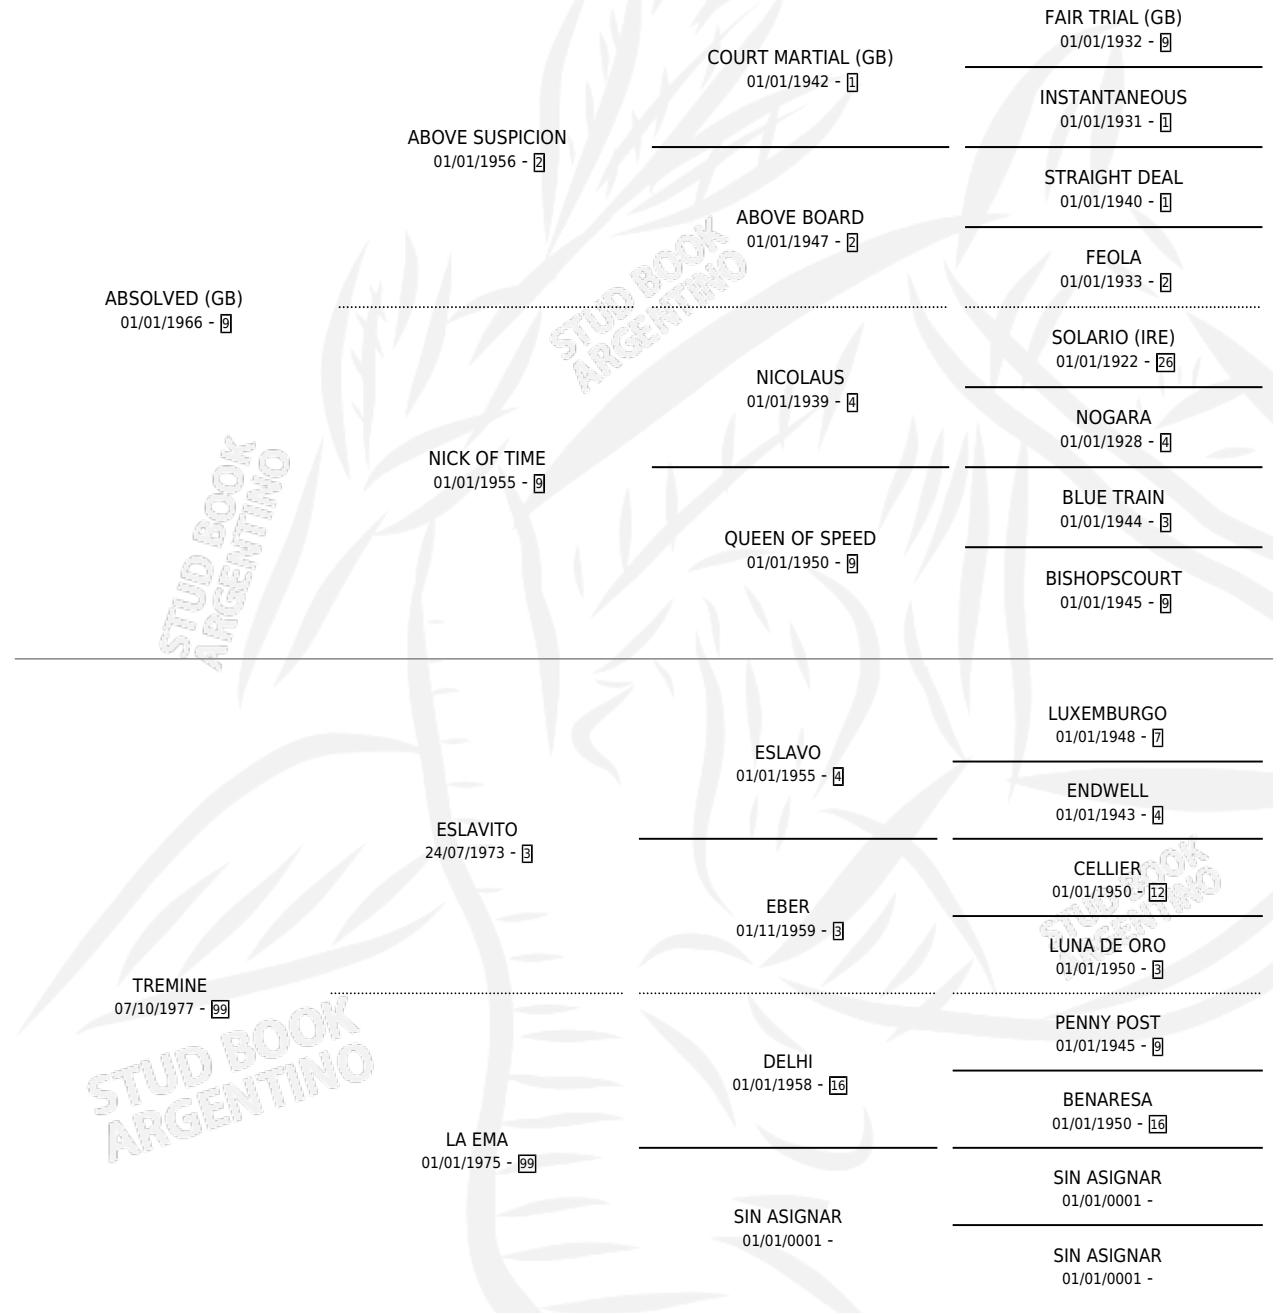 FAIR TRIAL (GB)
01/01/1932 - 9
COURT MARTIAL (GB)
01/01/1942 - 1
INSTANTANEOUS
01/01/1931 - 1
ABOVE SUSPICION
01/01/1956 - 2
STRAIGHT DEAL
01/01/1940 - 1
ABOVE BOARD
01/01/1947 - 2
FEOLA
01/01/1933 - 2
ABSOLVED (GB)
01/01/1966 - 9
SOLARIO (IRE)
01/01/1922 - 26
NICOLAUS
01/01/1939 - 4
NOGARA
01/01/1928 - 4
NICK OF TIME
01/01/1955 - 9
BLUE TRAIN
01/01/1944 - 3
QUEEN OF SPEED
01/01/1950 - 9
BISHOPSCOURT
01/01/1945 - 9
LUXEMBURGO
01/01/1948 - 7
ESLAVO
01/01/1955 - 4
ENDWELL
01/01/1943 - 4
ESLAVITO
24/07/1973 - 3
CELLIER
01/01/1950 - 12
EBER
01/11/1959 - 3
LUNA DE ORO
01/01/1950 - 3
TREMINE
07/10/1977 - 99
PENNY POST
01/01/1945 - 9
DELHI
01/01/1958 - 16
BENARESA
01/01/1950 - 16
LA EMA
01/01/1975 - 99
SIN ASIGNAR
01/01/0001 -
SIN ASIGNAR
01/01/0001 -
SIN ASIGNAR
01/01/0001 -
STUD BOOK
ARGENTINO
STUD BOOK
ARGENTINO
STUD BOOK
ARGENTINO
STUD BOOK
ARGENTINO